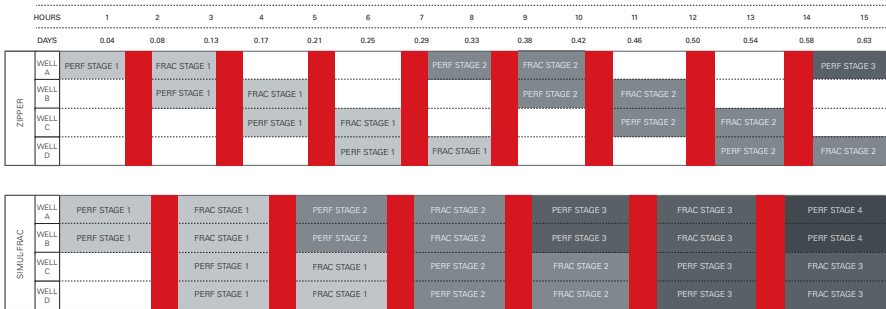 HOURS 1 2 3 4 5 6 7 8 9 10 11 12 13 14 15
DAYS 0.04 0.08 0.13 0.17 0.21 0.25 0.29 0.33 0.38 0.42 0.46 0.50 0.54 0.58 0.63
ZIPPER
WELL A PERF STAGE 1 FRAC STAGE 1 PERF STAGE 2 FRAC STAGE 2 PERF STAGE 3
WELL B PERF STAGE 1 FRAC STAGE 1 PERF STAGE 2 FRAC STAGE 2
WELL C PERF STAGE 1 FRAC STAGE 1 PERF STAGE 2 FRAC STAGE 2
WELL D PERF STAGE 1 FRAC STAGE 1 PERF STAGE 2 FRAC STAGE 2
SIMUL-FRAC
WELL A PERF STAGE 1 FRAC STAGE 1 PERF STAGE 2 FRAC STAGE 2 PERF STAGE 3 FRAC STAGE 3 PERF STAGE 4
WELL B PERF STAGE 1 FRAC STAGE 1 PERF STAGE 2 FRAC STAGE 2 PERF STAGE 3 FRAC STAGE 3 PERF STAGE 4
WELL C PERF STAGE 1 FRAC STAGE 1 PERF STAGE 2 FRAC STAGE 2 PERF STAGE 3 FRAC STAGE 3
WELL D PERF STAGE 1 FRAC STAGE 1 PERF STAGE 2 FRAC STAGE 2 PERF STAGE 3 FRAC STAGE 3